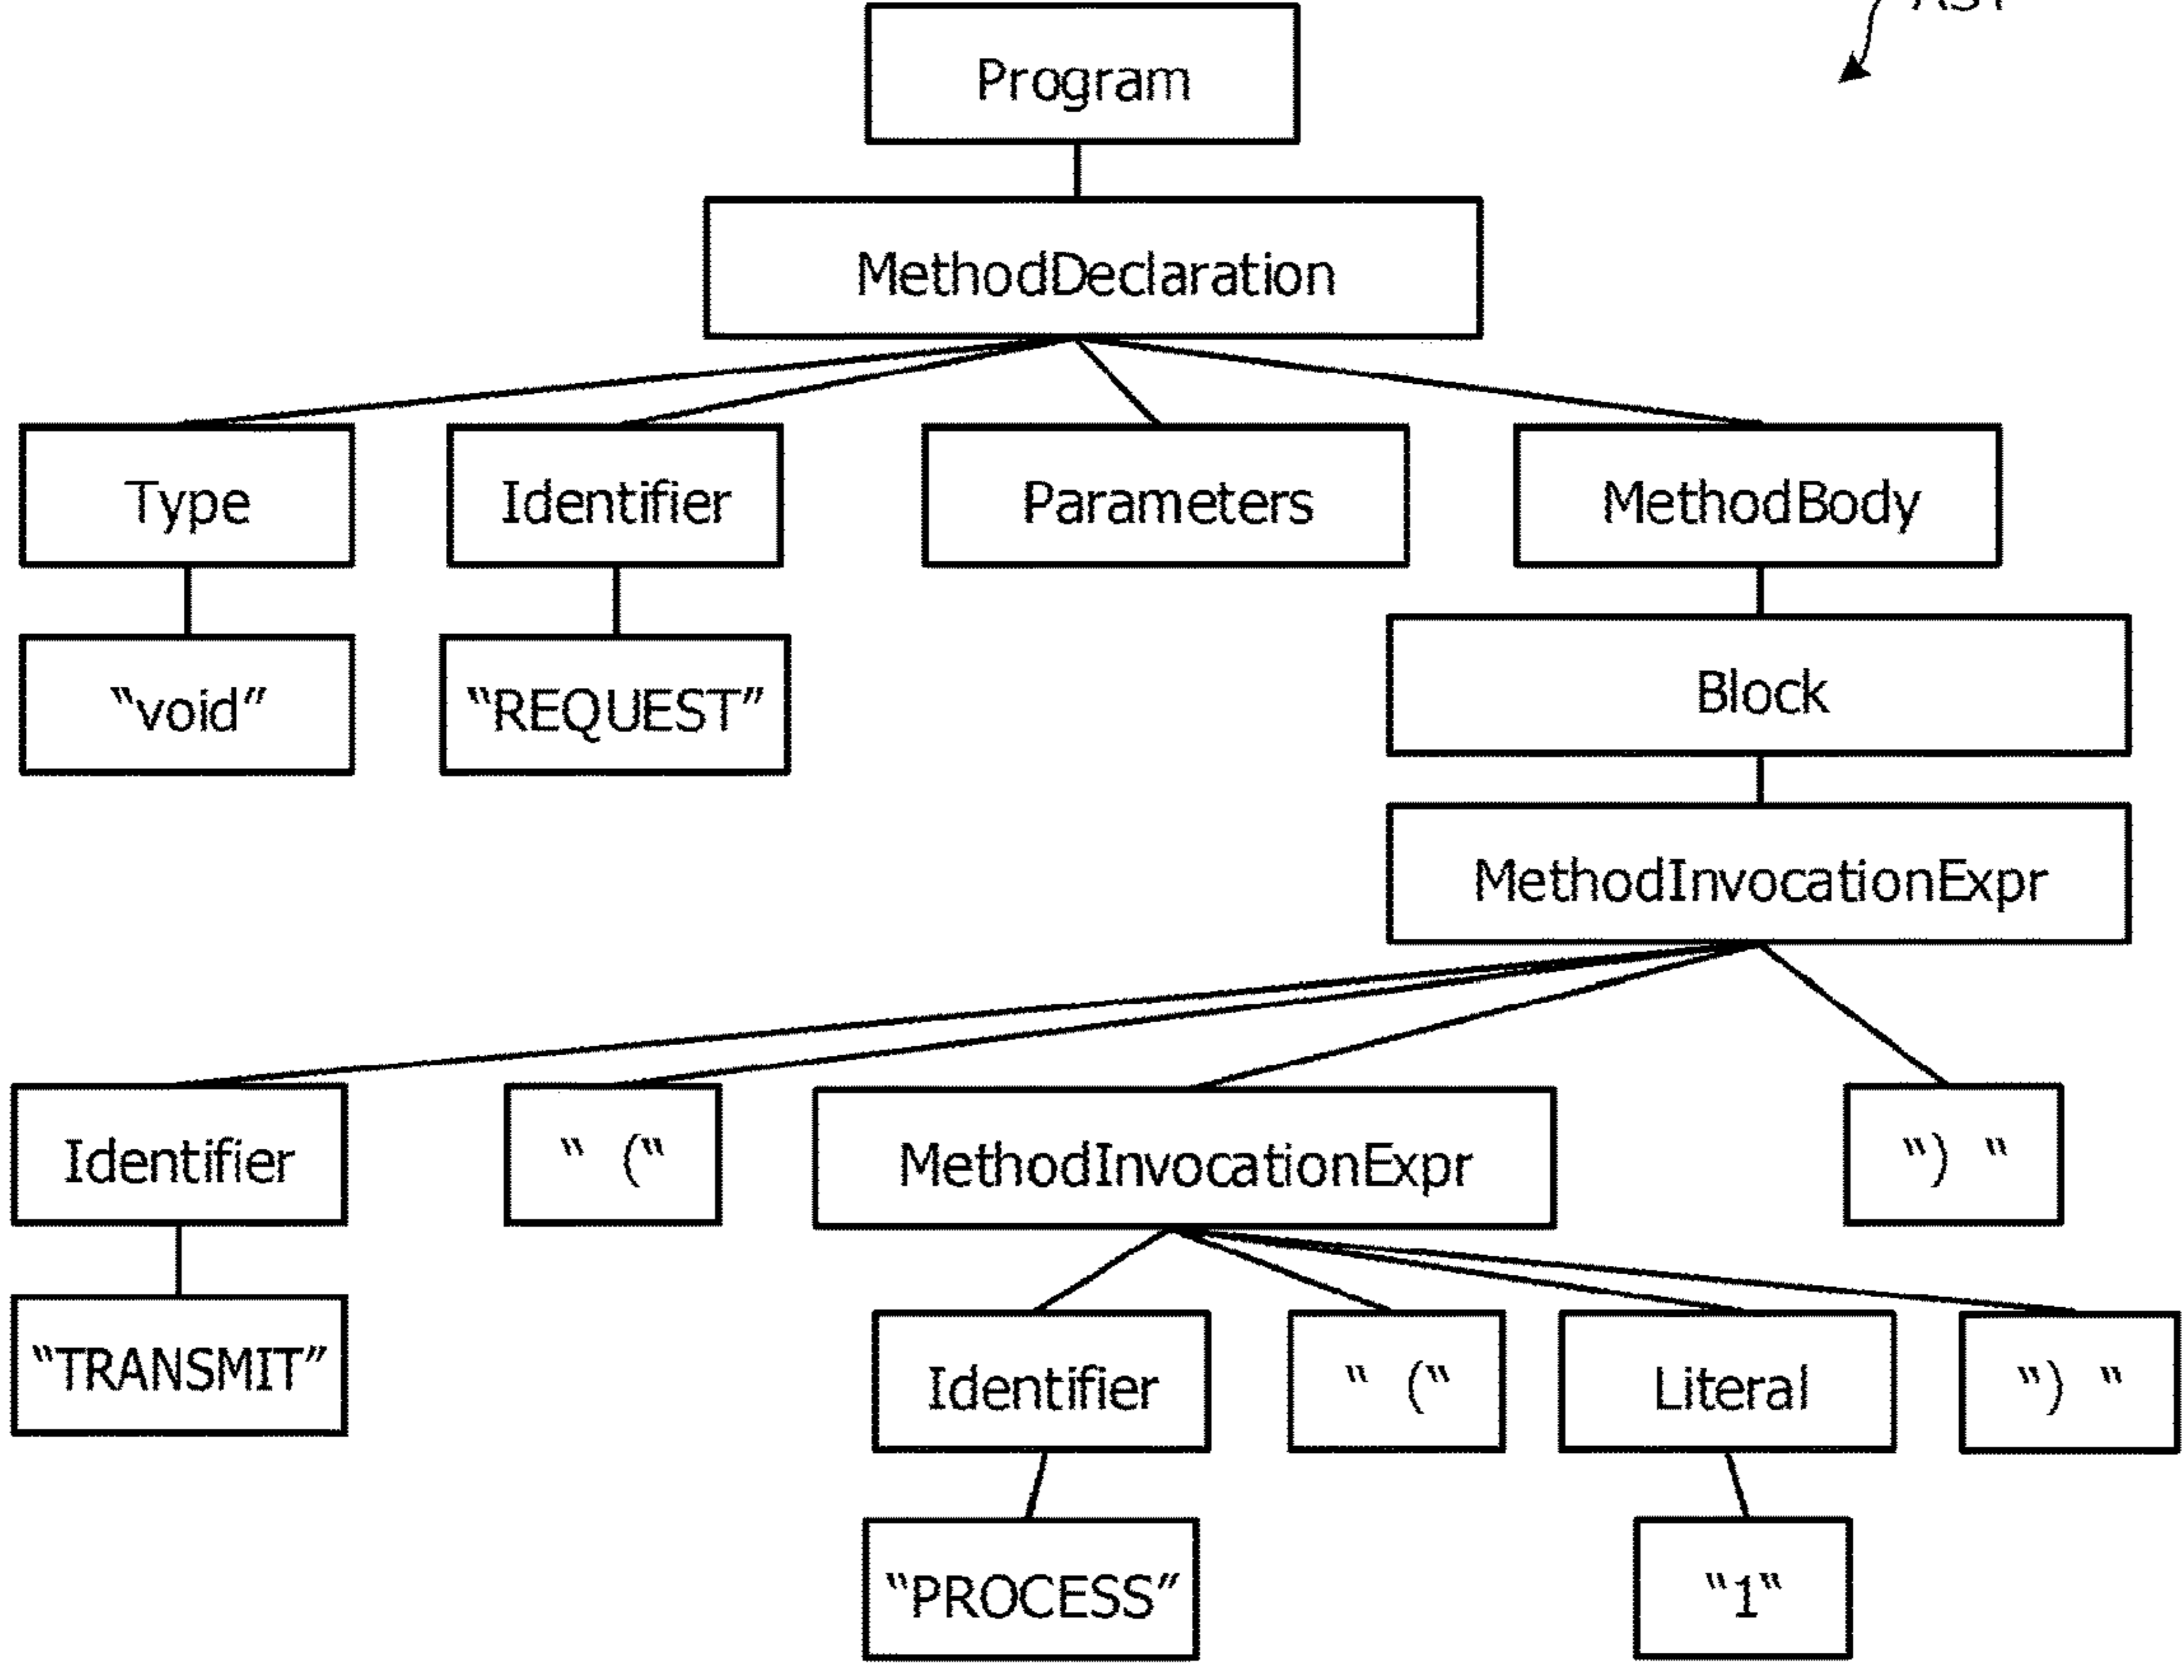 AST
Program
MethodDeclaration
Type
Identifier
Parameters
MethodBody
“void”
“REQUEST”
Block
MethodInvocationExpr
Identifier
“ (“
MethodInvocationExpr
”) “
“TRANSMIT”
Identifier
“ (“
Literal
”) “
“PROCESS”
“1“